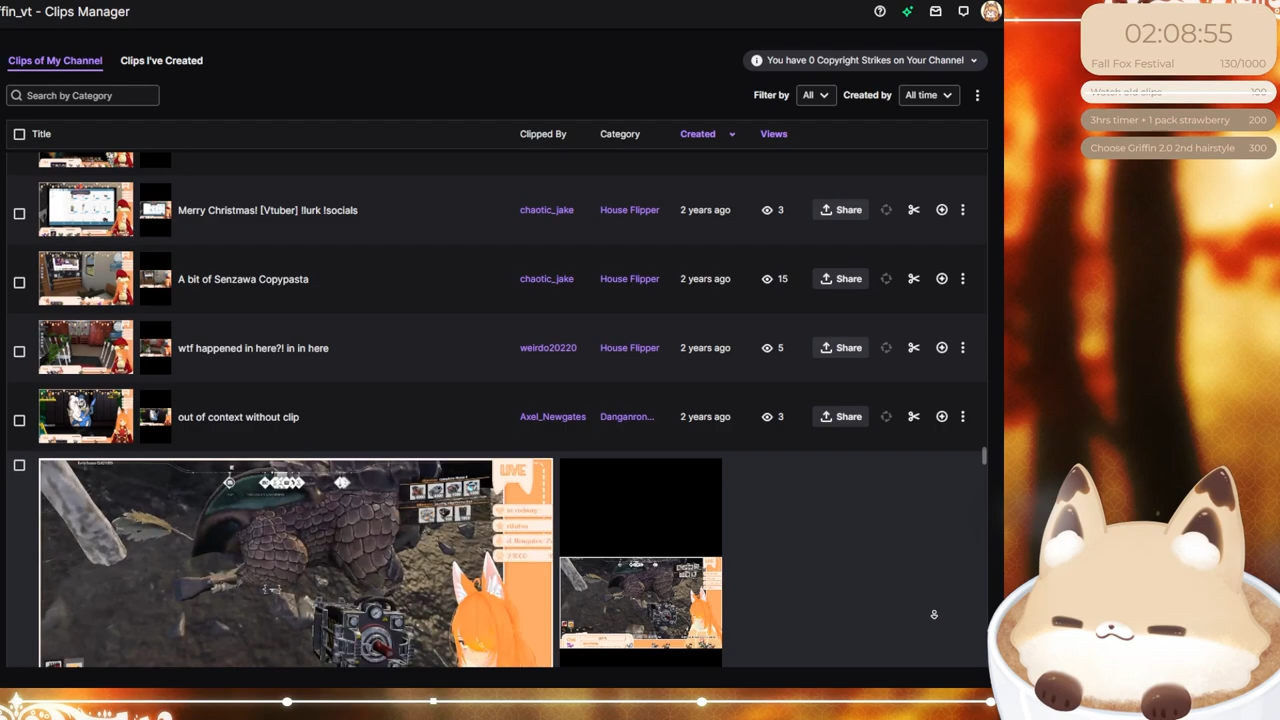 fin_vt - Clips Manager
Clips of My Channel
Clips I've Created
You have 0 Copyright Strikes on Your Channel
Search by Category
Filter by
All
Created by
All time
Title
Clipped By
Category
Created
Views
Merry Christmas! [Vtuber] !lurk !socials
chaotic_jake
House Flipper
2 years ago
3
Share
A bit of Senzawa Copypasta
chaotic_jake
House Flipper
2 years ago
15
Share
wtf happened in here?! in in here
weirdo20220
House Flipper
2 years ago
5
Share
out of context without clip
Axel_Newgates
Danganron...
2 years ago
3
Share
LIVE
02:08:55
Fall Fox Festival
130/1000
Watch old clips
100
3hrs timer + 1 pack strawberry
200
Choose Griffin 2.0 2nd hairstyle
300